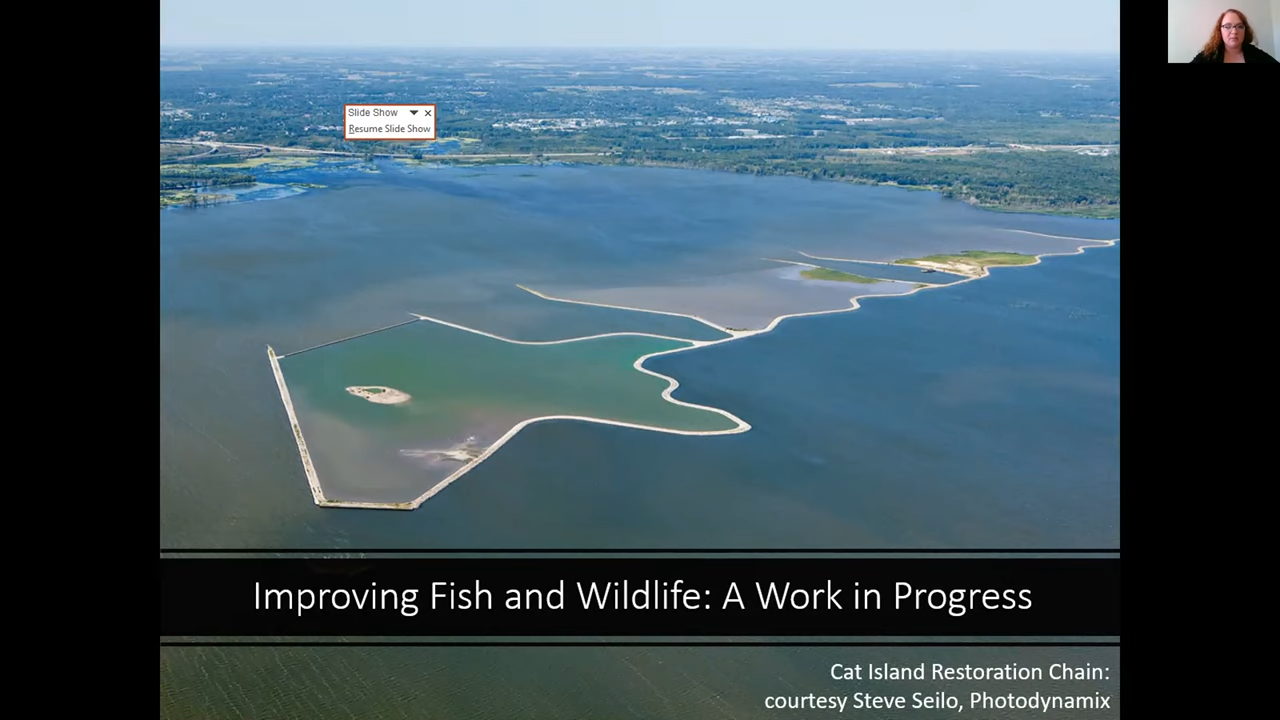 Slide Show
Resume Slide Show
Improving Fish and Wildlife: A Work in Progress
Cat Island Restoration Chain:
courtesy Steve Seilo, Photodynamix